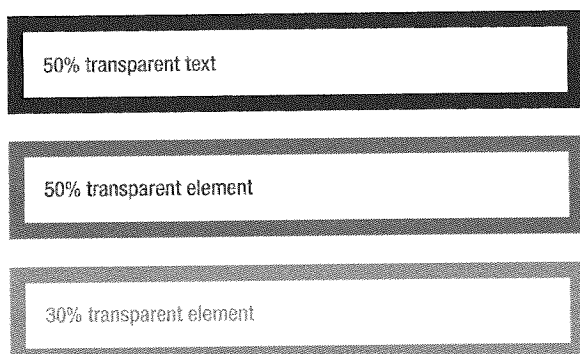 50% transparent text
50% transparent element
30% transparent element